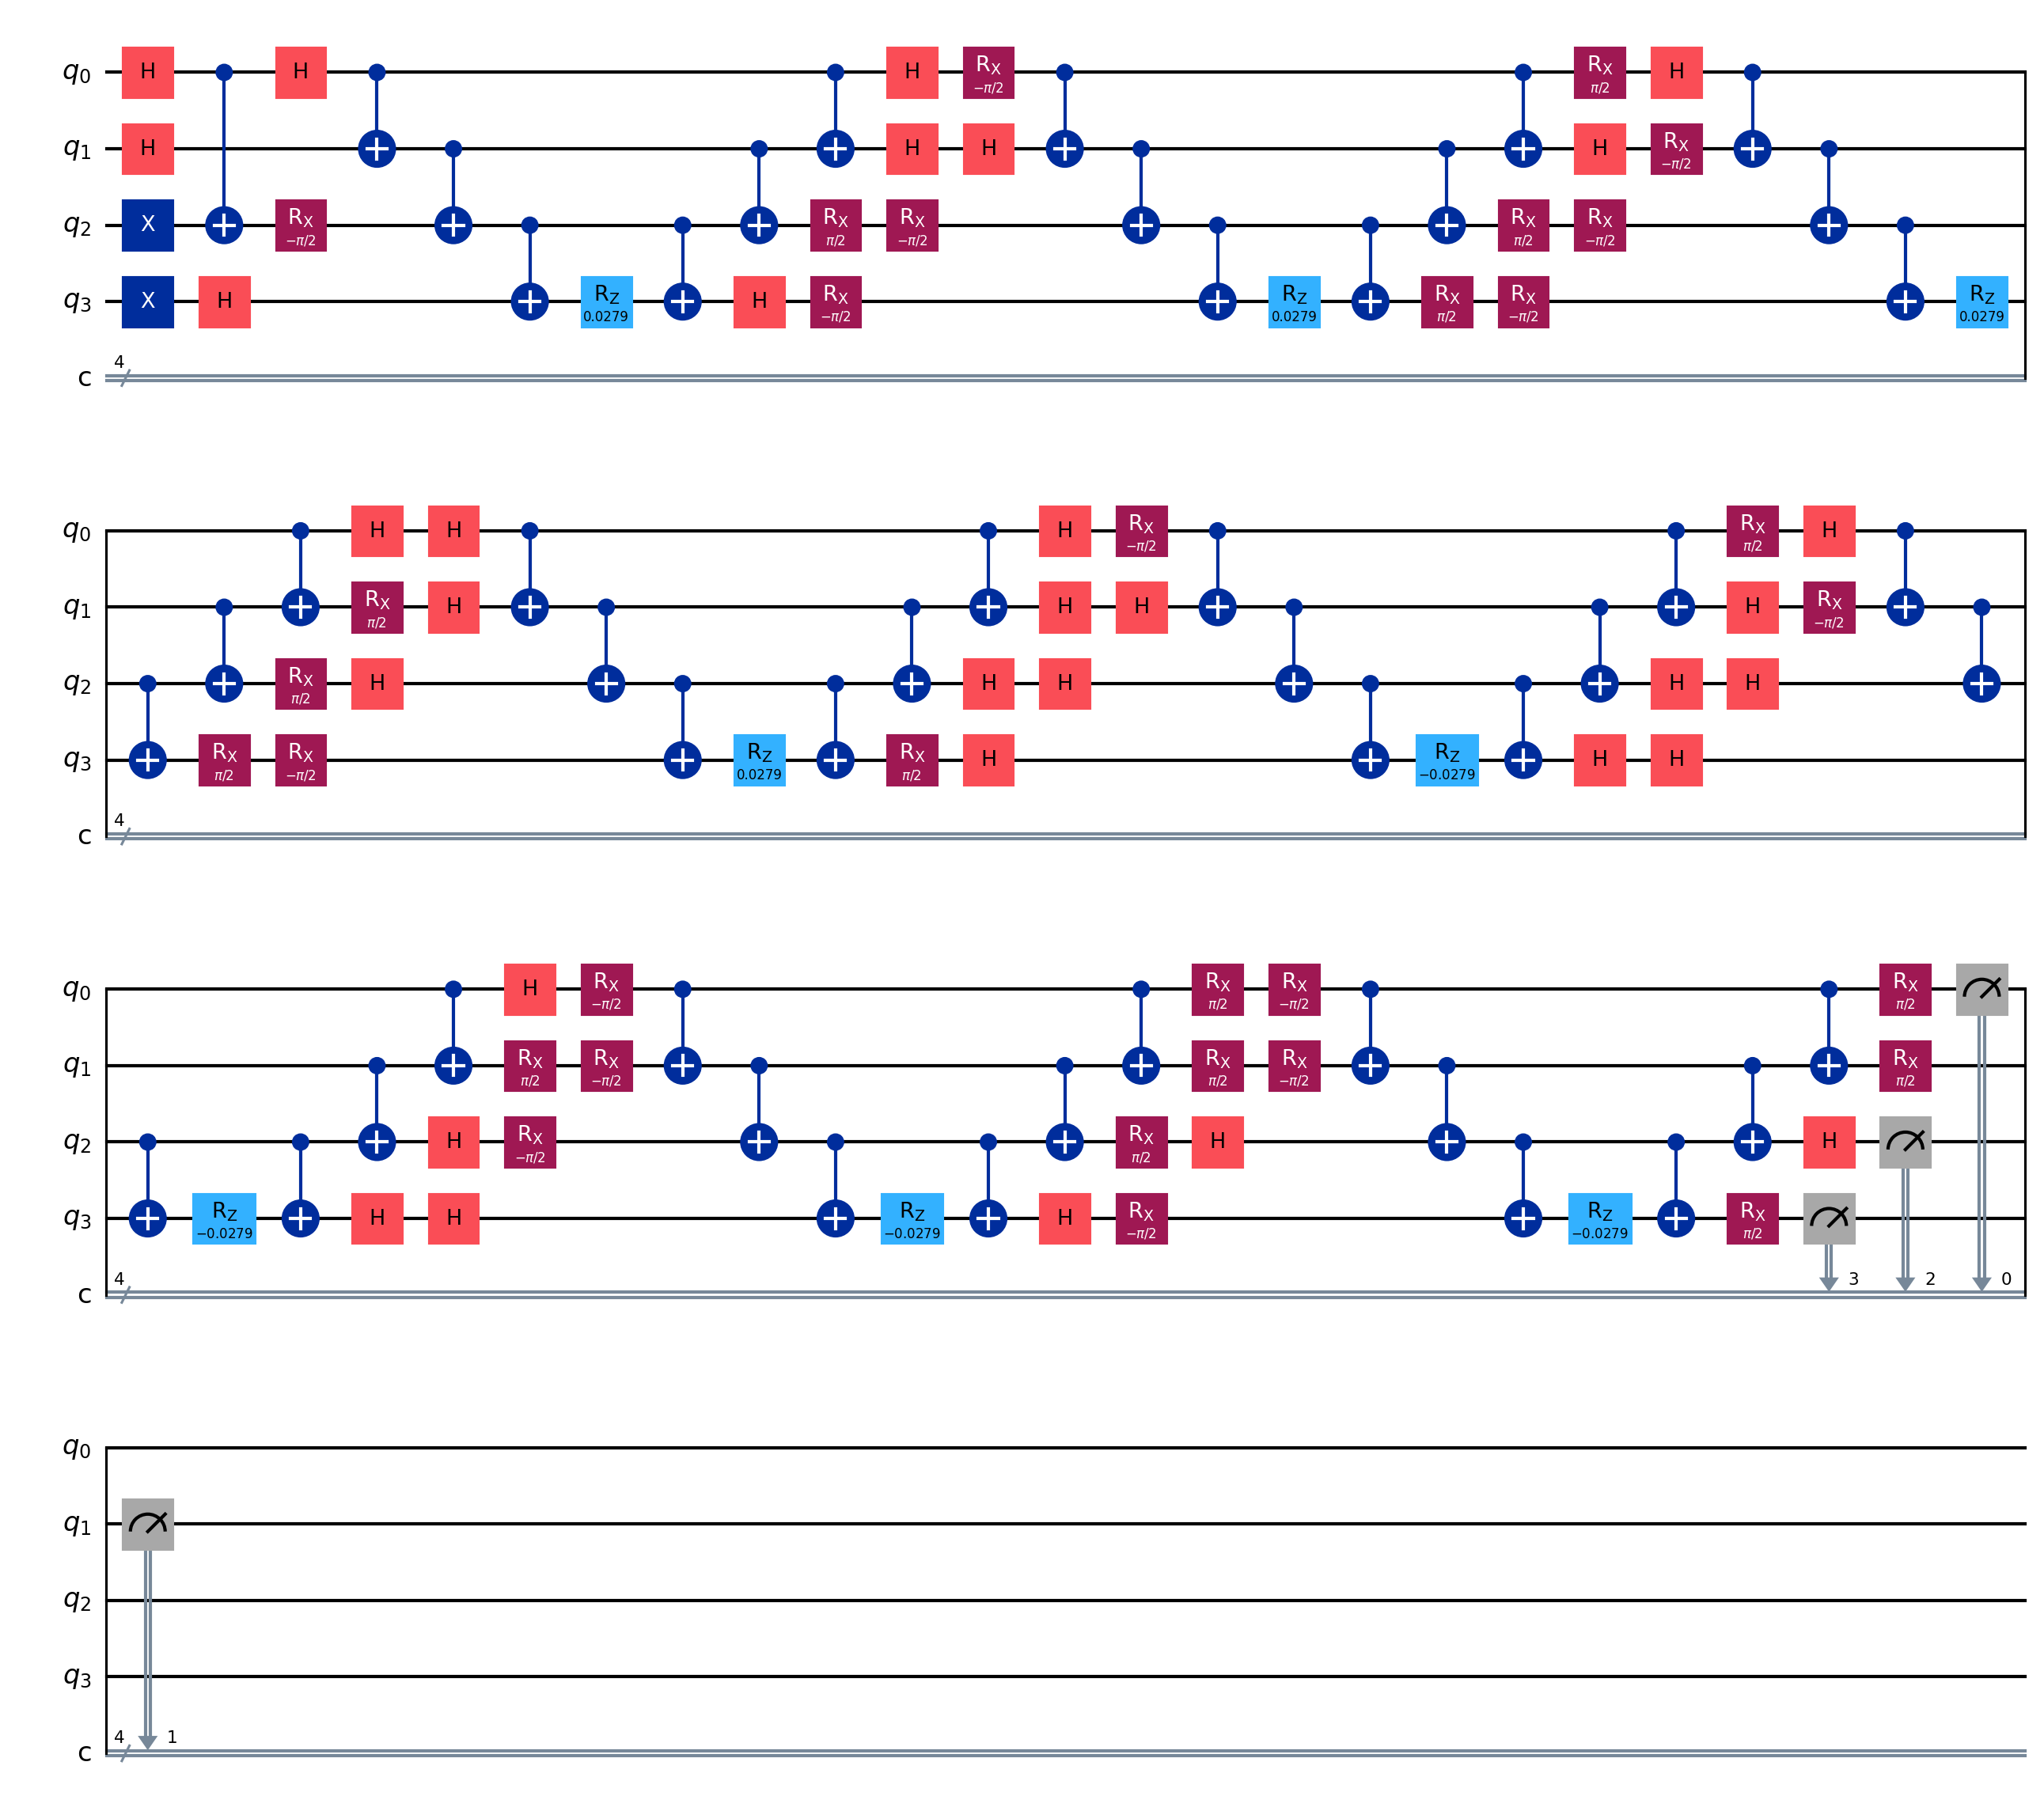 q0 H H H RX −π/2 RX π/2 H
q1 H H H H RX −π/2
q2 X RX −π/2 RX π/2 RX −π/2 RX π/2 RX −π/2
q3 X H RZ 0.0279 H RX −π/2 RZ 0.0279 RX π/2 RX −π/2 RZ 0.0279
c 4
q0 H H H RX −π/2 RX π/2 H
q1 RX π/2 H H H H RX −π/2
q2 RX π/2 H H H H H
q3 RX π/2 RX −π/2 RZ 0.0279 RX π/2 H RZ −0.0279 H H
c 4
q0 H RX −π/2 RX π/2 RX −π/2 RX π/2
q1 RX π/2 RX −π/2 RX π/2 RX −π/2 RX π/2
q2 H RX −π/2 RX π/2 H H
q3 RZ −0.0279 H H RZ −0.0279 H RX −π/2 RZ −0.0279 RX π/2
c 4 3 2 0
q0
q1
q2
q3
c 4 1